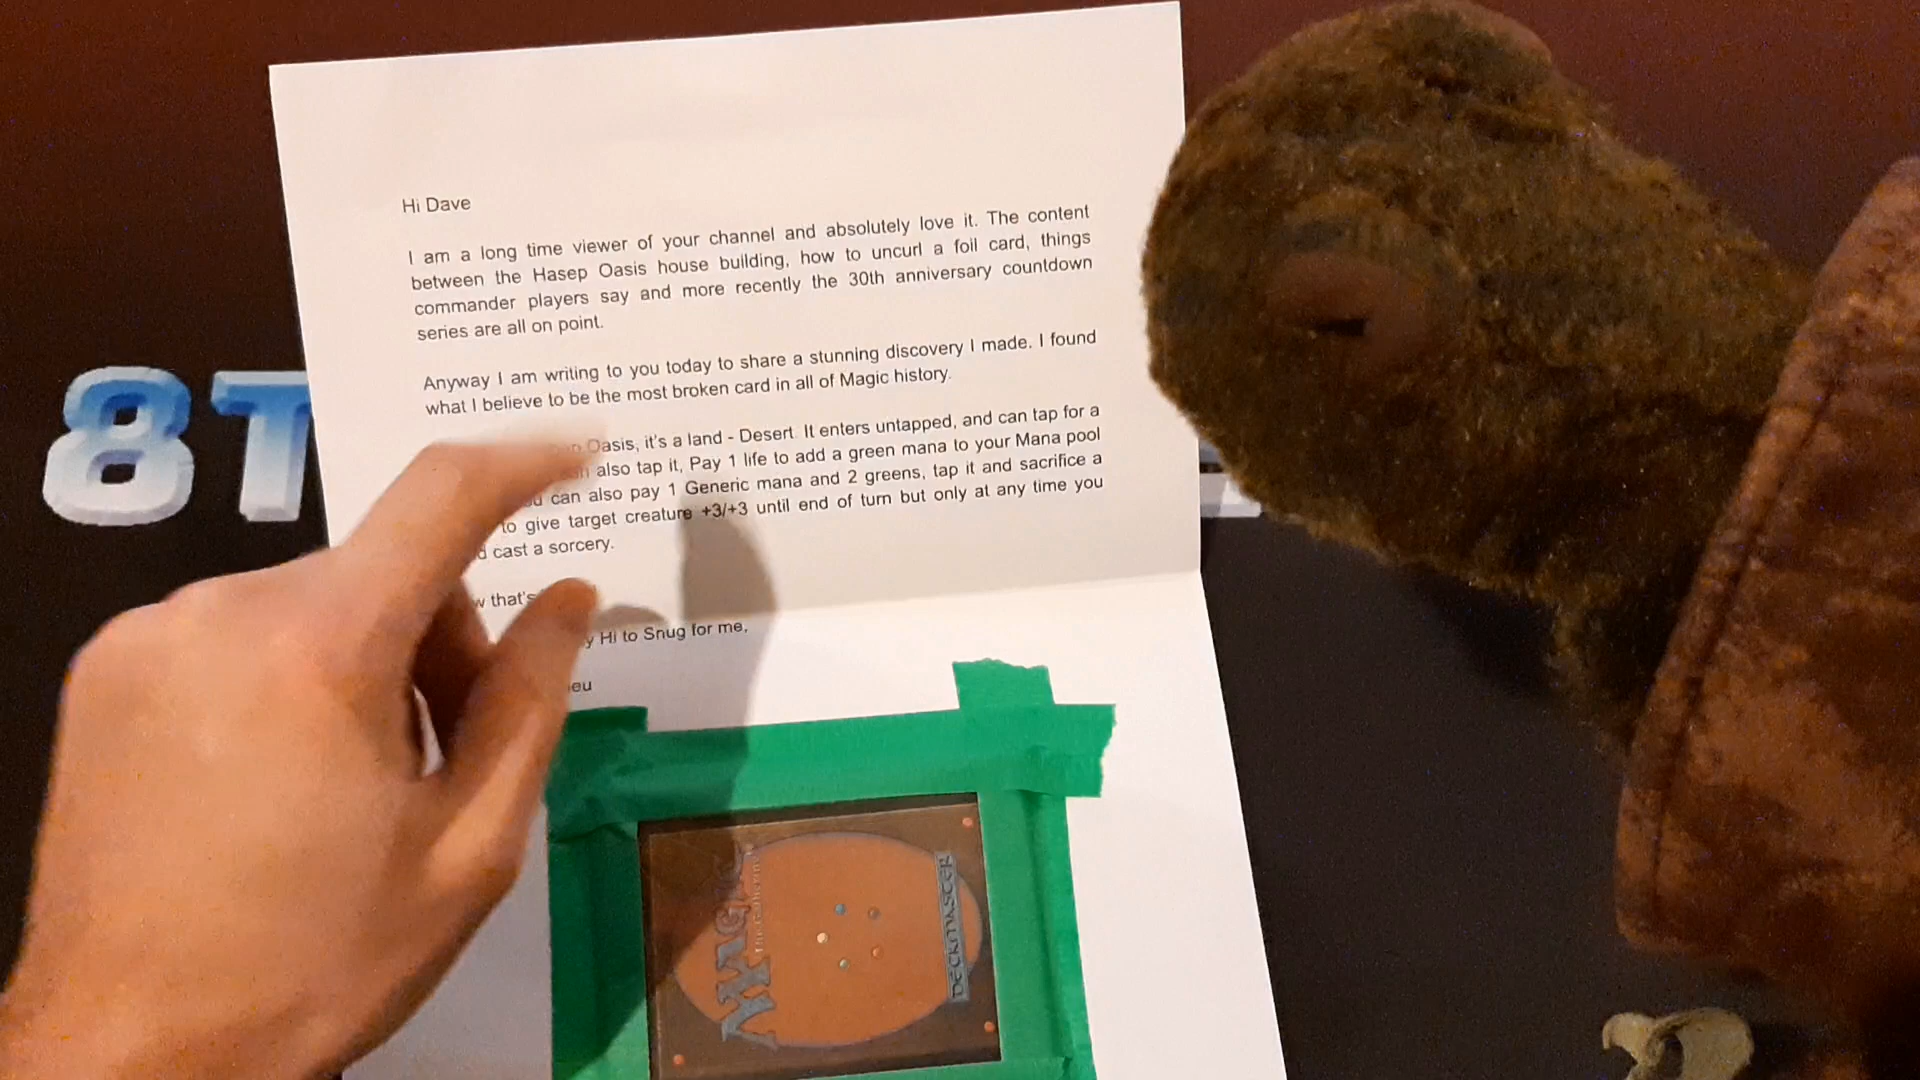 Hi Dave
I am a long time viewer of your channel and absolutely love it. The content
between the Hasep Oasis house building, how to uncurl a foil card, things
commander players say and more recently the 30th anniversary countdown
series are all on point.
Anyway I am writing to you today to share a stunning discovery I made. I found
what I believe to be the most broken card in all of Magic history.
Oasis, it's a land - Desert. It enters untapped, and can tap for a
also tap it, Pay 1 life to add a green mana to your Mana pool
can also pay 1 Generic mana and 2 greens, tap it and sacrifice a
to give target creature +3/+3 until end of turn but only at any time you
cast a sorcery.
that's
Hi to Snug for me,
8T
MAGIC
The Gathering
DECKMASTER